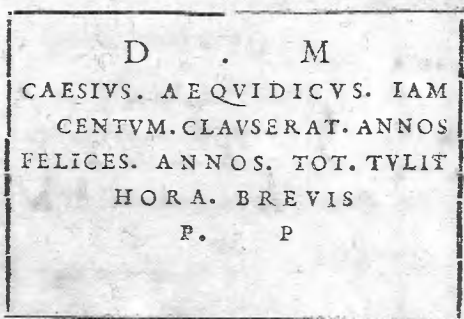 D . M
CAESIVS. AEQVIDICVS. IAM
CENTVM. CLAVSERAT. ANNOS
FELICES. ANNOS. TOT. TVLIT
HORA. BREVIS
P. P